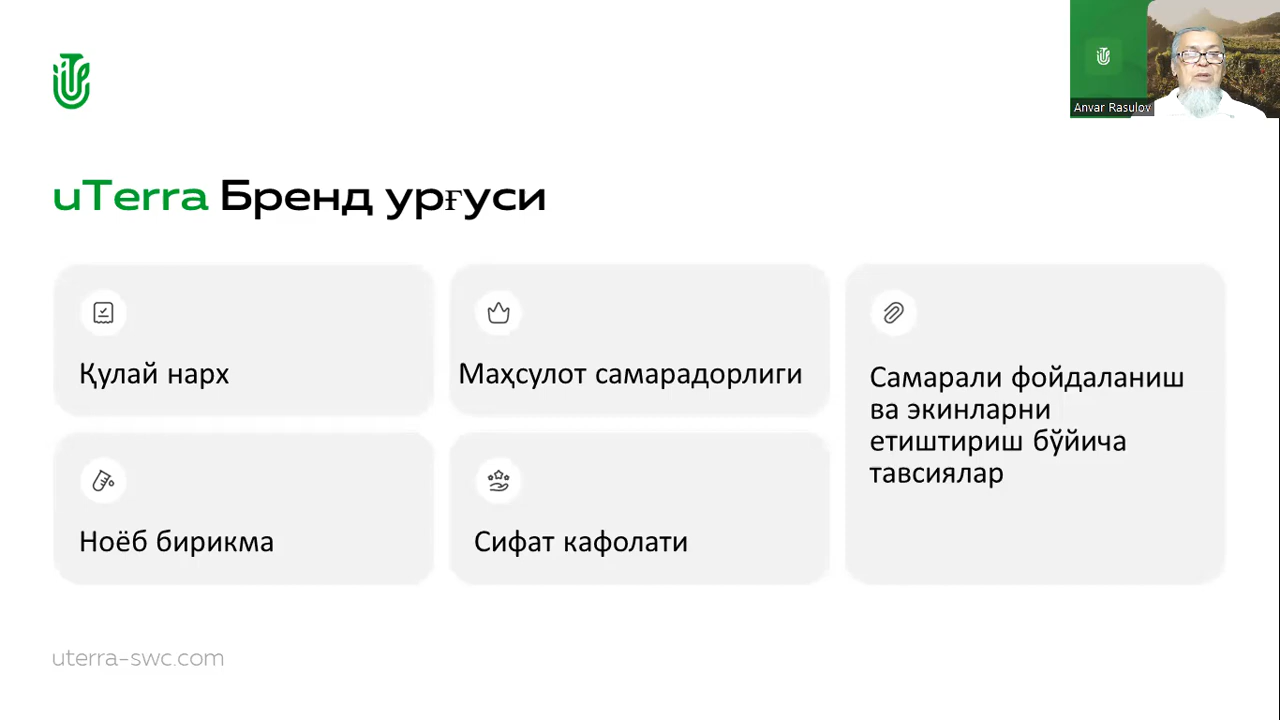 Anvar Rasulov
uTerra Бренд урғуси
Қулай нарх
Маҳсулот самарадорлиги
Самарали фойдаланиш
ва экинларни
етиштириш бўйича
тавсиялар
Ноёб бирикма
Сифат кафолати
uterra-swc.com